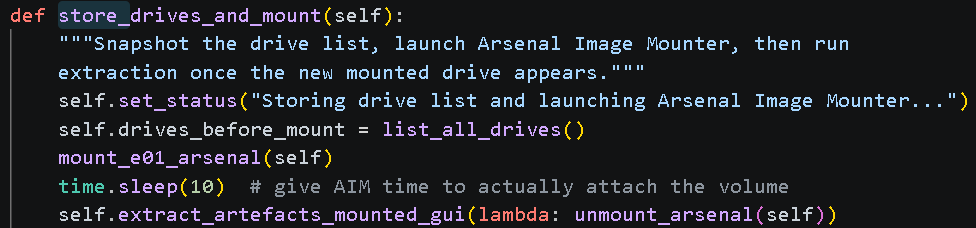 def store_drives_and_mount(self):
    """Snapshot the drive list, launch Arsenal Image Mounter, then run
    extraction once the new mounted drive appears."""
    self.set_status("Storing drive list and launching Arsenal Image Mounter...")
    self.drives_before_mount = list_all_drives()
    mount_e01_arsenal(self)
    time.sleep(10)  # give AIM time to actually attach the volume
    self.extract_artefacts_mounted_gui(lambda: unmount_arsenal(self))